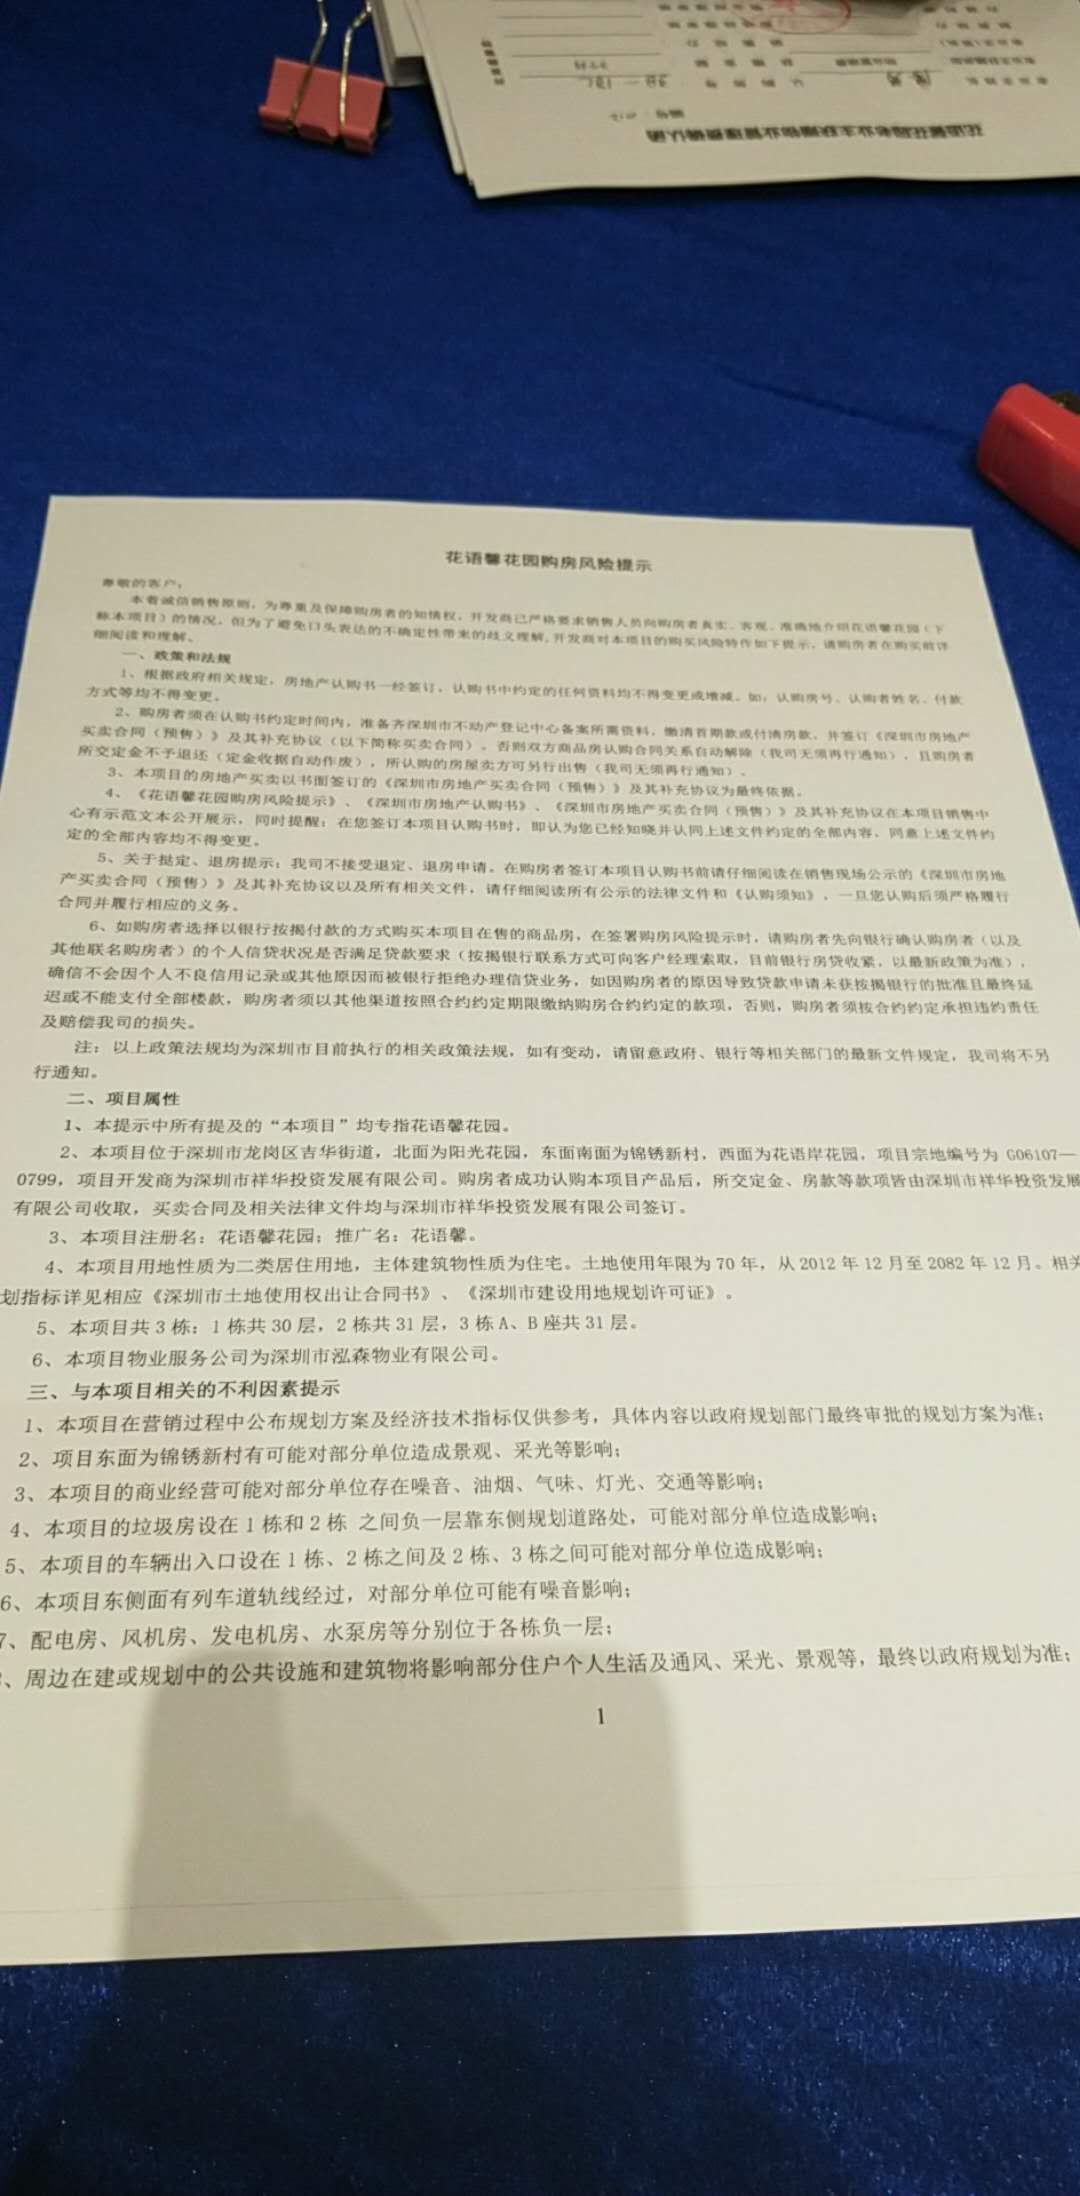 花语馨花园老业主获赠物业管理费确认函
花语馨花园购房风险提示
尊敬的客户：
本着诚信销售原则，为尊重及保障购房者的知情权，开发商已严格要求销售人员向购房者真实、客观、准确地介绍花语馨花园（下
称本项目）的情况，但为了避免口头表达的不确定性带来的歧义理解,开发商对本项目的购买风险特作如下提示，请购房者在购买前详
细阅读和理解。
一、政策和法规
1、根据政府相关规定，房地产认购书一经签订，认购书中约定的任何资料均不得变更或增减。如：认购房号、认购者姓名、付款
方式等均不得变更。
2、购房者须在认购书约定时间内，准备齐深圳市不动产登记中心备案所需资料，缴清首期款或付清房款，并签订《深圳市房地产
买卖合同（预售）》及其补充协议（以下简称买卖合同）。否则双方商品房认购合同关系自动解除（我司无须再行通知），且购房者
所交定金不予退还（定金收据自动作废），所认购的房屋卖方可另行出售（我司无须再行通知）。
3、本项目的房地产买卖以书面签订的《深圳市房地产买卖合同（预售）》及其补充协议为最终依据。
4、《花语馨花园购房风险提示》、《深圳市房地产认购书》、《深圳市房地产买卖合同（预售）》及其补充协议在本项目销售中
心有示范文本公开展示，同时提醒：在您签订本项目认购书时，即认为您已经知晓并认同上述文件约定的全部内容，同意上述文件约
定的全部内容均不得变更。
5、关于挞定、退房提示：我司不接受退定、退房申请。在购房者签订本项目认购书前请仔细阅读在销售现场公示的《深圳市房地
产买卖合同（预售）》及其补充协议以及所有相关文件，请仔细阅读所有公示的法律文件和《认购须知》，一旦您认购后须严格履行
合同并履行相应的义务。
6、如购房者选择以银行按揭付款的方式购买本项目在售的商品房，在签署购房风险提示时，请购房者先向银行确认购房者（以及
其他联名购房者）的个人信贷状况是否满足贷款要求（按揭银行联系方式可向客户经理索取，目前银行房贷收紧，以最新政策为准），
确信不会因个人不良信用记录或其他原因而被银行拒绝办理信贷业务，如因购房者的原因导致贷款申请未获按揭银行的批准且最终延
迟或不能支付全部楼款，购房者须以其他渠道按照合约约定期限缴纳购房合约约定的款项，否则，购房者须按合约约定承担违约责任
及赔偿我司的损失。
注：以上政策法规均为深圳市目前执行的相关政策法规，如有变动，请留意政府、银行等相关部门的最新文件规定，我司将不另
行通知。
二、项目属性
1、本提示中所有提及的“本项目”均专指花语馨花园。
2、本项目位于深圳市龙岗区吉华街道，北面为阳光花园，东面南面为锦锈新村，西面为花语岸花园，项目宗地编号为 G06107—
0799，项目开发商为深圳市祥华投资发展有限公司。购房者成功认购本项目产品后，所交定金、房款等款项皆由深圳市祥华投资发展
有限公司收取，买卖合同及相关法律文件均与深圳市祥华投资发展有限公司签订。
3、本项目注册名：花语馨花园；推广名：花语馨。
4、本项目用地性质为二类居住用地，主体建筑物性质为住宅。土地使用年限为 70 年，从 2012 年 12 月至 2082 年 12 月。相关
划指标详见相应《深圳市土地使用权出让合同书》、《深圳市建设用地规划许可证》。
5、本项目共 3 栋：1 栋共 30 层，2 栋共 31 层，3 栋 A、B 座共 31 层。
6、本项目物业服务公司为深圳市泓森物业有限公司。
三、与本项目相关的不利因素提示
1、本项目在营销过程中公布规划方案及经济技术指标仅供参考，具体内容以政府规划部门最终审批的规划方案为准；
2、项目东面为锦锈新村有可能对部分单位造成景观、采光等影响；
3、本项目的商业经营可能对部分单位存在噪音、油烟、气味、灯光、交通等影响；
4、本项目的垃圾房设在 1 栋和 2 栋 之间负一层靠东侧规划道路处，可能对部分单位造成影响；
5、本项目的车辆出入口设在 1 栋、2 栋之间及 2 栋、3 栋之间可能对部分单位造成影响；
6、本项目东侧面有列车道轨线经过，对部分单位可能有噪音影响；
7、配电房、风机房、发电机房、水泵房等分别位于各栋负一层；
、周边在建或规划中的公共设施和建筑物将影响部分住户个人生活及通风、采光、景观等，最终以政府规划为准；
1